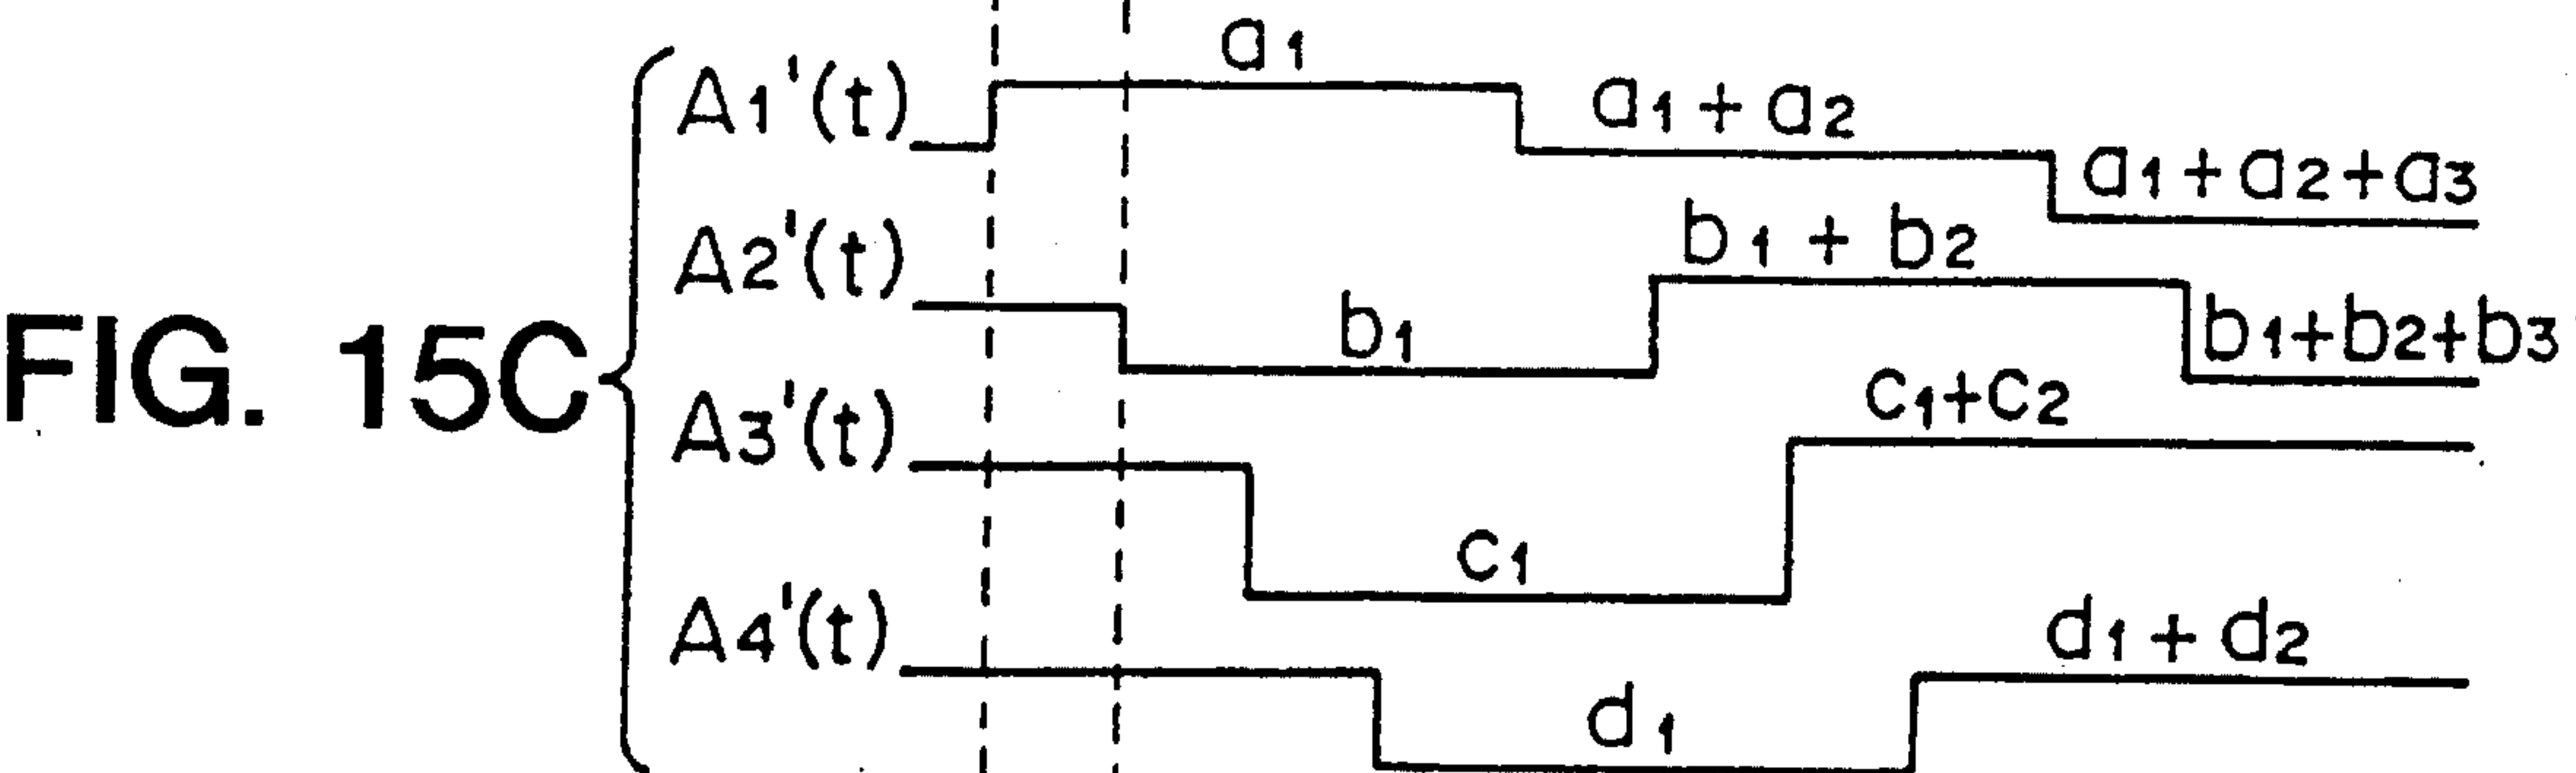 FIG. 15C
A1'(t)
a1
a1+a2
a1+a2+a3
A2'(t)
b1
b1+b2
b1+b2+b3
A3'(t)
c1
c1+c2
A4'(t)
d1
d1+d2